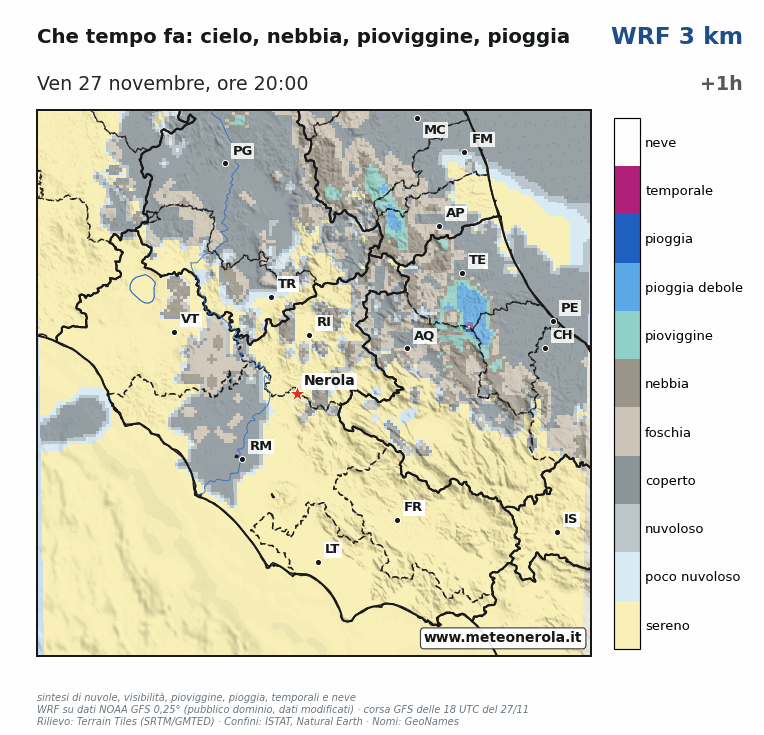 Che tempo fa: cielo, nebbia, pioviggine, pioggia
WRF 3 km
Ven 27 novembre, ore 20:00
+1h
MC
FM
PG
AP
TE
TR
PE
VT
RI
AQ
CH
Nerola
RM
FR
IS
LT
www.meteonerola.it
neve
temporale
pioggia
pioggia debole
pioviggine
nebbia
foschia
coperto
nuvoloso
poco nuvoloso
sereno
sintesi di nuvole, visibilità, pioviggine, pioggia, temporali e neve
WRF su dati NOAA GFS 0,25° (pubblico dominio, dati modificati) · corsa GFS delle 18 UTC del 27/11
Rilievo: Terrain Tiles (SRTM/GMTED) · Confini: ISTAT, Natural Earth · Nomi: GeoNames